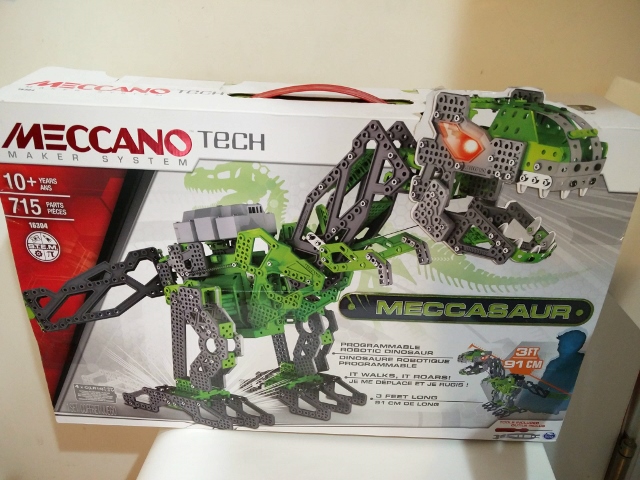 MECCANO TECH
MECCANO TECH
MAKER SYSTEM
10+ YEARS
ANS
715 PARTS
PIÈCES
16304
S.T.E.M
MECCASAUR
PROGRAMMABLE
ROBOTIC DINOSAUR
DINOSAURE ROBOTIQUE
PROGRAMMABLE
IT WALKS, IT ROARS!
JE ME DÉPLACE ET JE RUGIS!
3 FEET LONG
91 CM DE LONG
3FT
91 CM